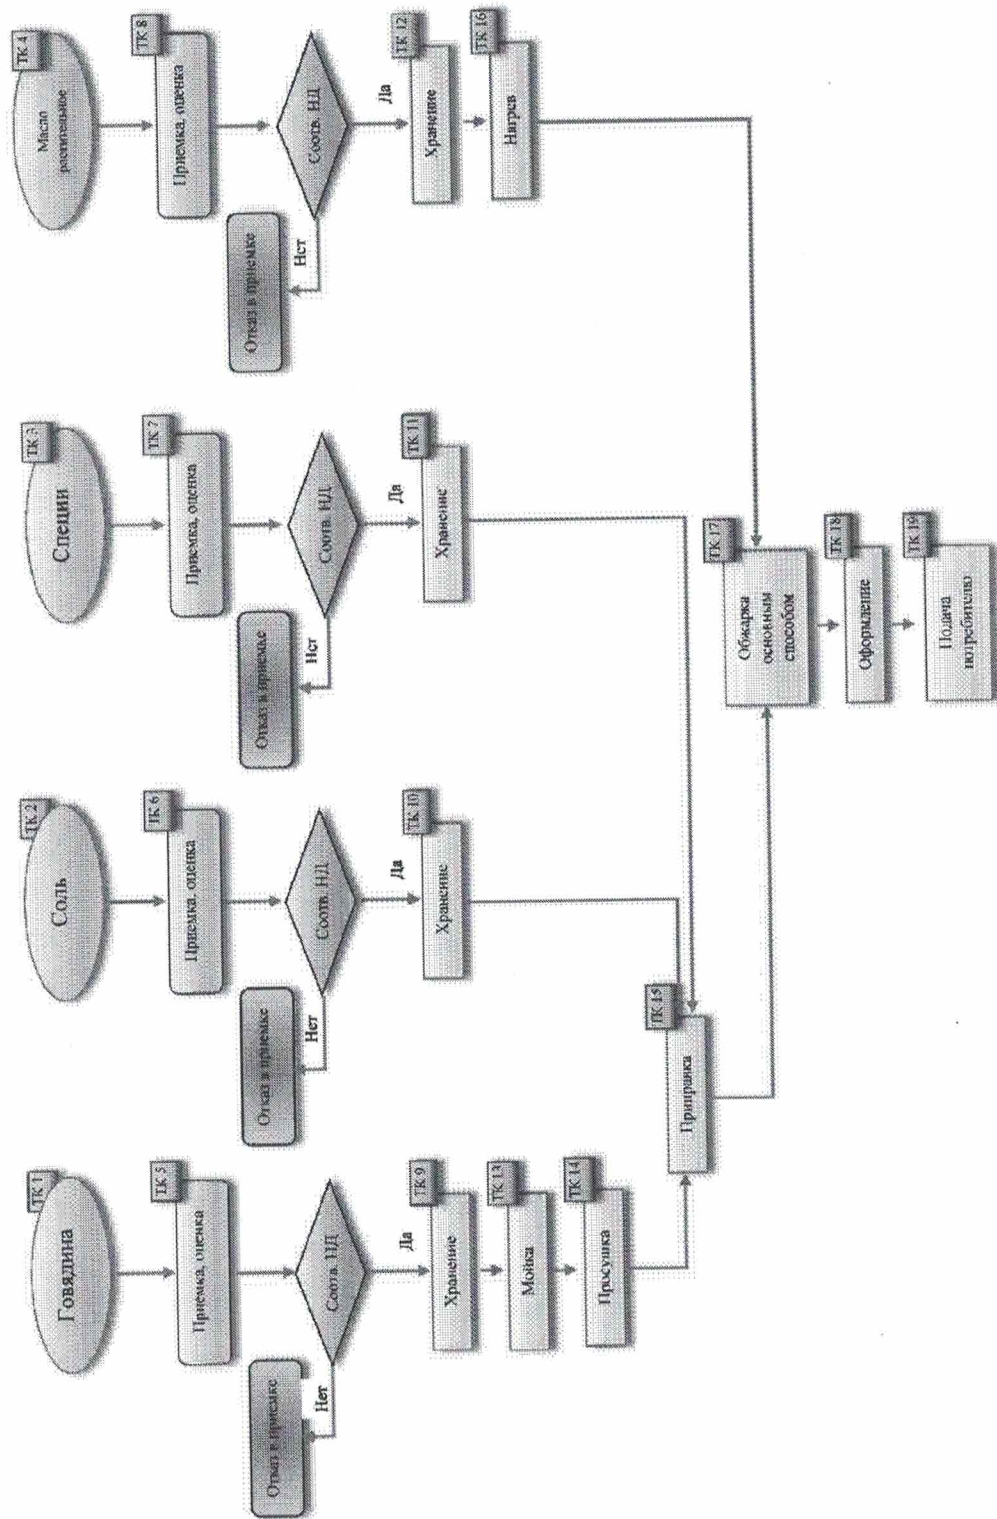 ТК 1
Говядина
ТК 5
Приемка, оценка
Соотв. НД
Нет
Отказ в приемке
Да
ТК 9
Хранение
ТК 13
Мойка
ТК 14
Просушка
ТК 2
Соль
ТК 6
Приемка, оценка
Соотв. НД
Нет
Отказ в приемке
Да
ТК 10
Хранение
ТК 15
Приправка
ТК 3
Специи
ТК 7
Приемка, оценка
Соотв. НД
Нет
Отказ в приемке
Да
ТК 11
Хранение
ТК 4
Масло
растительное
ТК 8
Приемка, оценка
Соотв. НД
Нет
Отказ в приемке
Да
ТК 12
Хранение
ТК 16
Нагрев
ТК 17
Обжарка
основным
способом
ТК 18
Оформление
ТК 19
Подача
потребителю